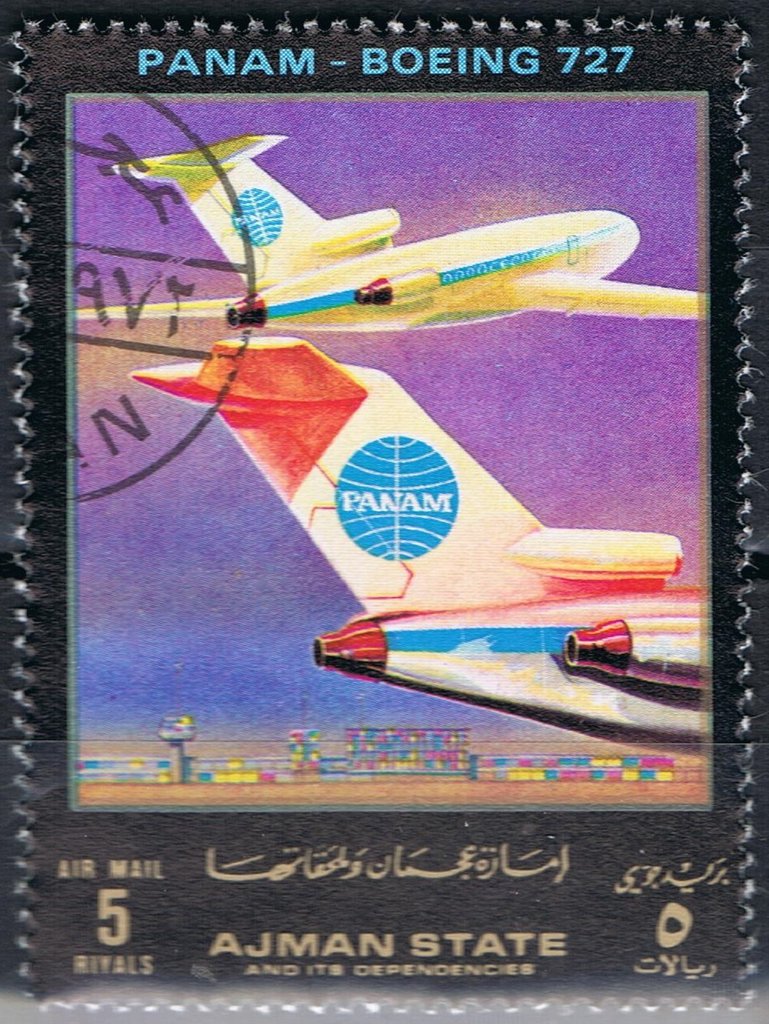 PANAM - BOEING 727
PANAM
PANAM
AIR MAIL
5
RIYALS
امارة عجمان وملحقاتها
AJMAN STATE
AND ITS DEPENDENCIES
بريد جوي
٥
ريالات